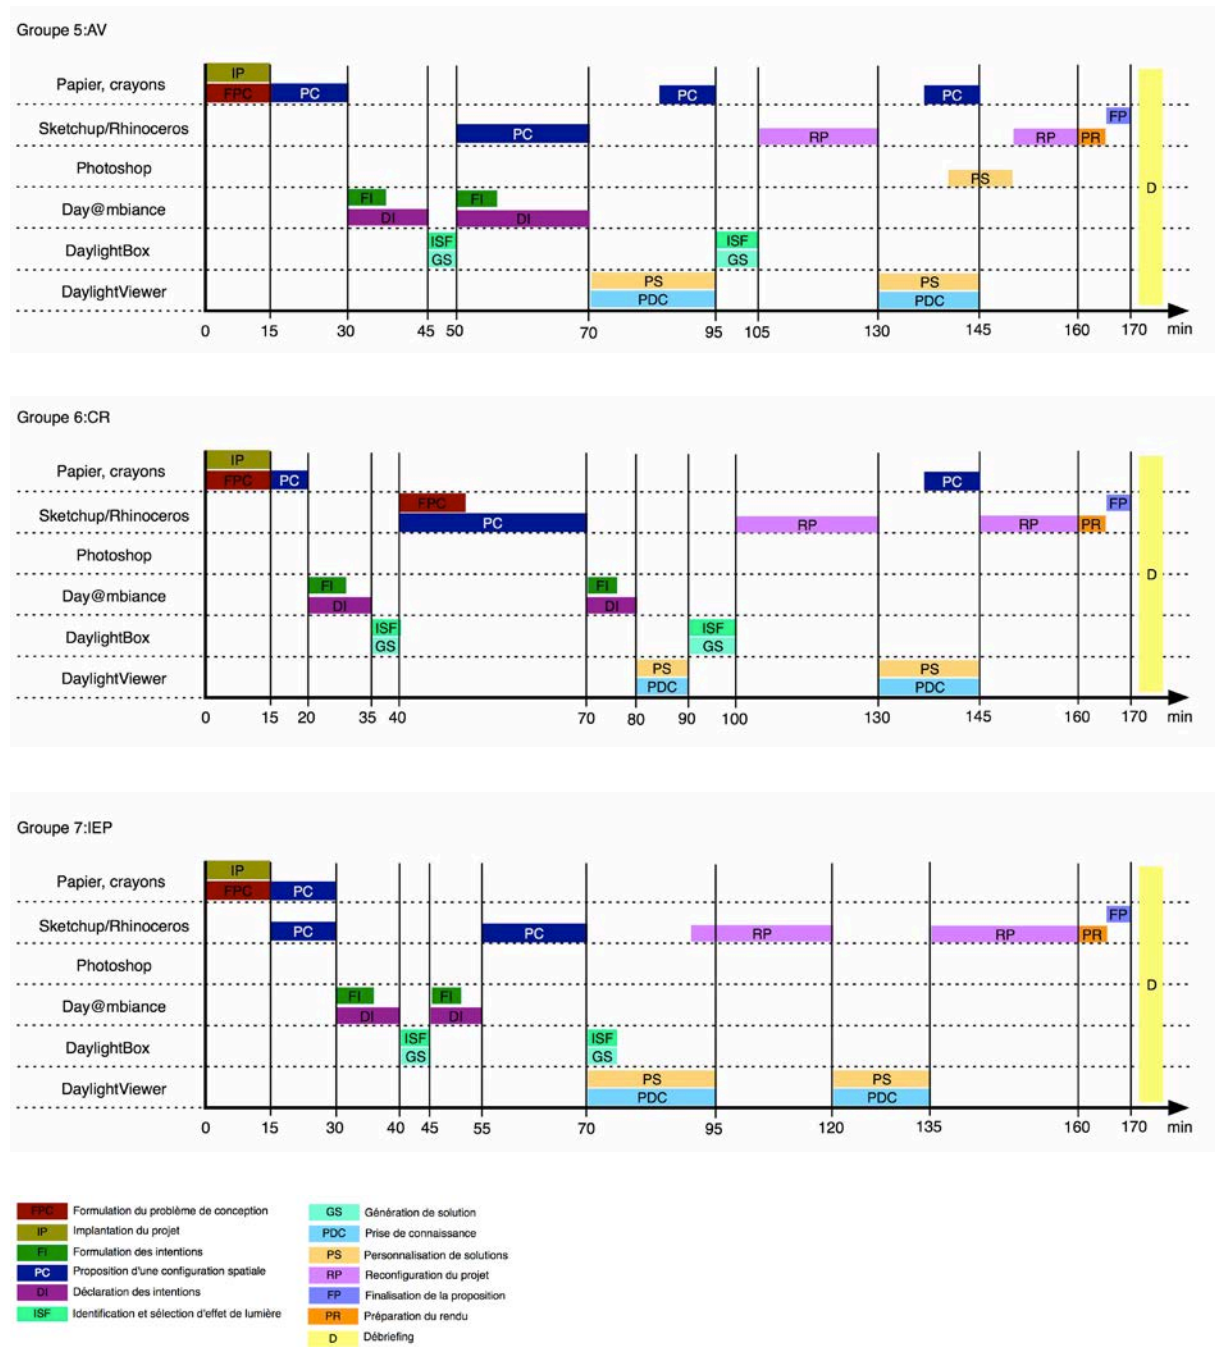 Groupe 5:AV
IP
Papier, crayons FPC PC PC PC
FP
Sketchup/Rhinoceros PC RP RP PR
Photoshop PS
D
FI FI
Day@mbiance DI DI
ISF ISF
DaylightBox GS GS
PS PS
DaylightViewer PDC PDC
0 15 30 45 50 70 95 105 130 145 160 170 min
Groupe 6:CR
IP
Papier, crayons FPC PC PC
FPC FP
Sketchup/Rhinoceros PC RP RP PR
Photoshop
D
FI FI
Day@mbiance DI DI
ISF ISF
DaylightBox GS GS
PS PS
DaylightViewer PDC PDC
0 15 20 35 40 70 80 90 100 130 145 160 170 min
Groupe 7:IEP
IP
Papier, crayons FPC PC
FP
Sketchup/Rhinoceros PC PC RP RP PR
Photoshop
D
FI FI
Day@mbiance DI DI
ISF ISF
DaylightBox GS GS
PS PS
DaylightViewer PDC PDC
0 15 30 40 45 55 70 95 120 135 160 170 min
FPC Formulation du problème de conception
IP Implantation du projet
FI Formulation des intentions
PC Proposition d'une configuration spatiale
DI Déclaration des intentions
ISF Identification et sélection d'effet de lumière
GS Génération de solution
PDC Prise de connaissance
PS Personnalisation de solutions
RP Reconfiguration du projet
FP Finalisation de la proposition
PR Préparation du rendu
D Débriefing